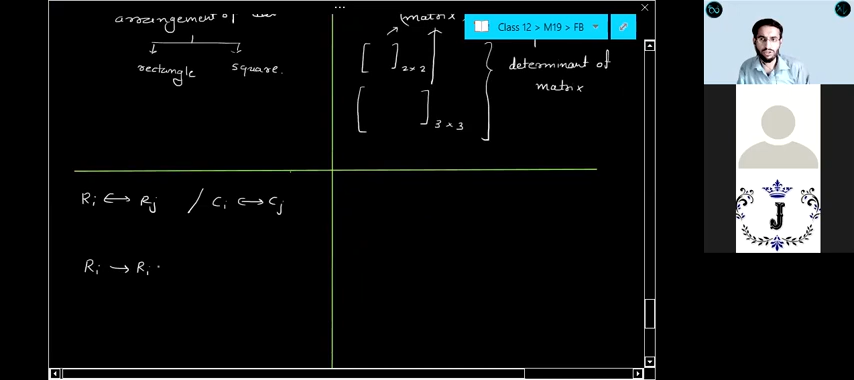 arrangement of
rectangle square.
(matrix
[ ] 2×2
[ ] 3×3
determinant of
matrix
Class 12 > M19 > FB
Ri ↔ Rj / Ci ↔ Cj
Ri → Ri
J